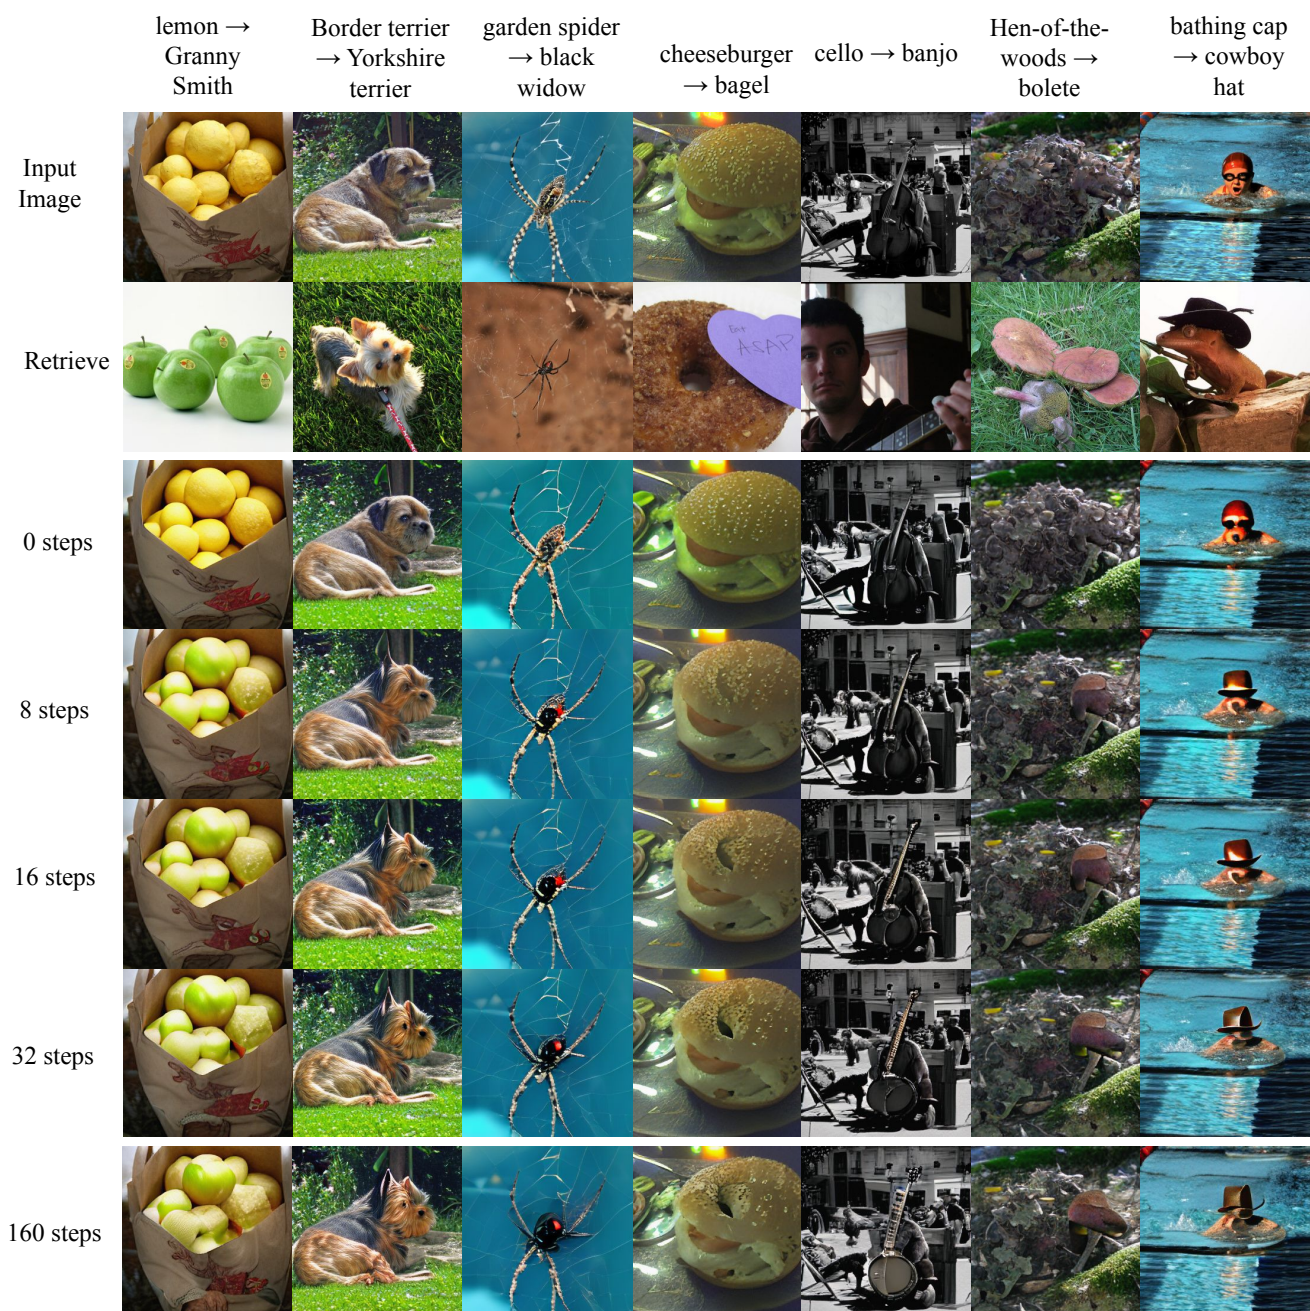 lemon →
Granny
Smith
Border terrier
→ Yorkshire
terrier
garden spider
→ black
widow
cheeseburger
→ bagel
cello → banjo
Hen-of-the-
woods →
bolete
bathing cap
→ cowboy
hat
Input
Image
Retrieve
Eat
ASAP
0 steps
8 steps
16 steps
32 steps
160 steps